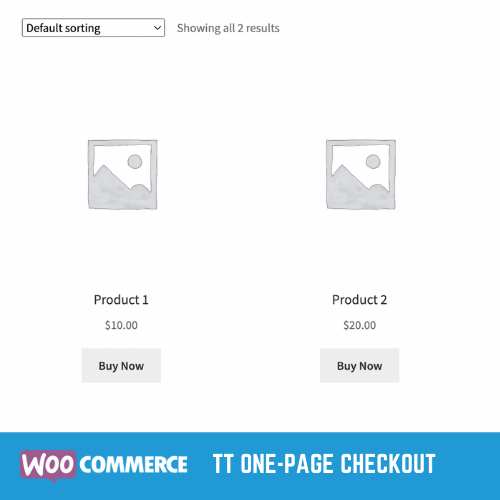 Default sorting Showing all 2 results
Product 1 Product 2
$10.00 $20.00
Buy Now Buy Now
WOO COMMERCE TT ONE-PAGE CHECKOUT